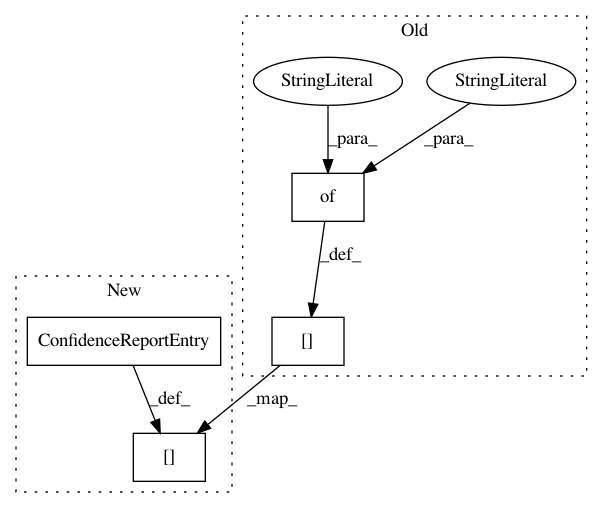 Old
StringLiteral
StringLiteral
_para_
_para_
of
_def_
New
ConfidenceReportEntry
[]
_def_
_map_
[]